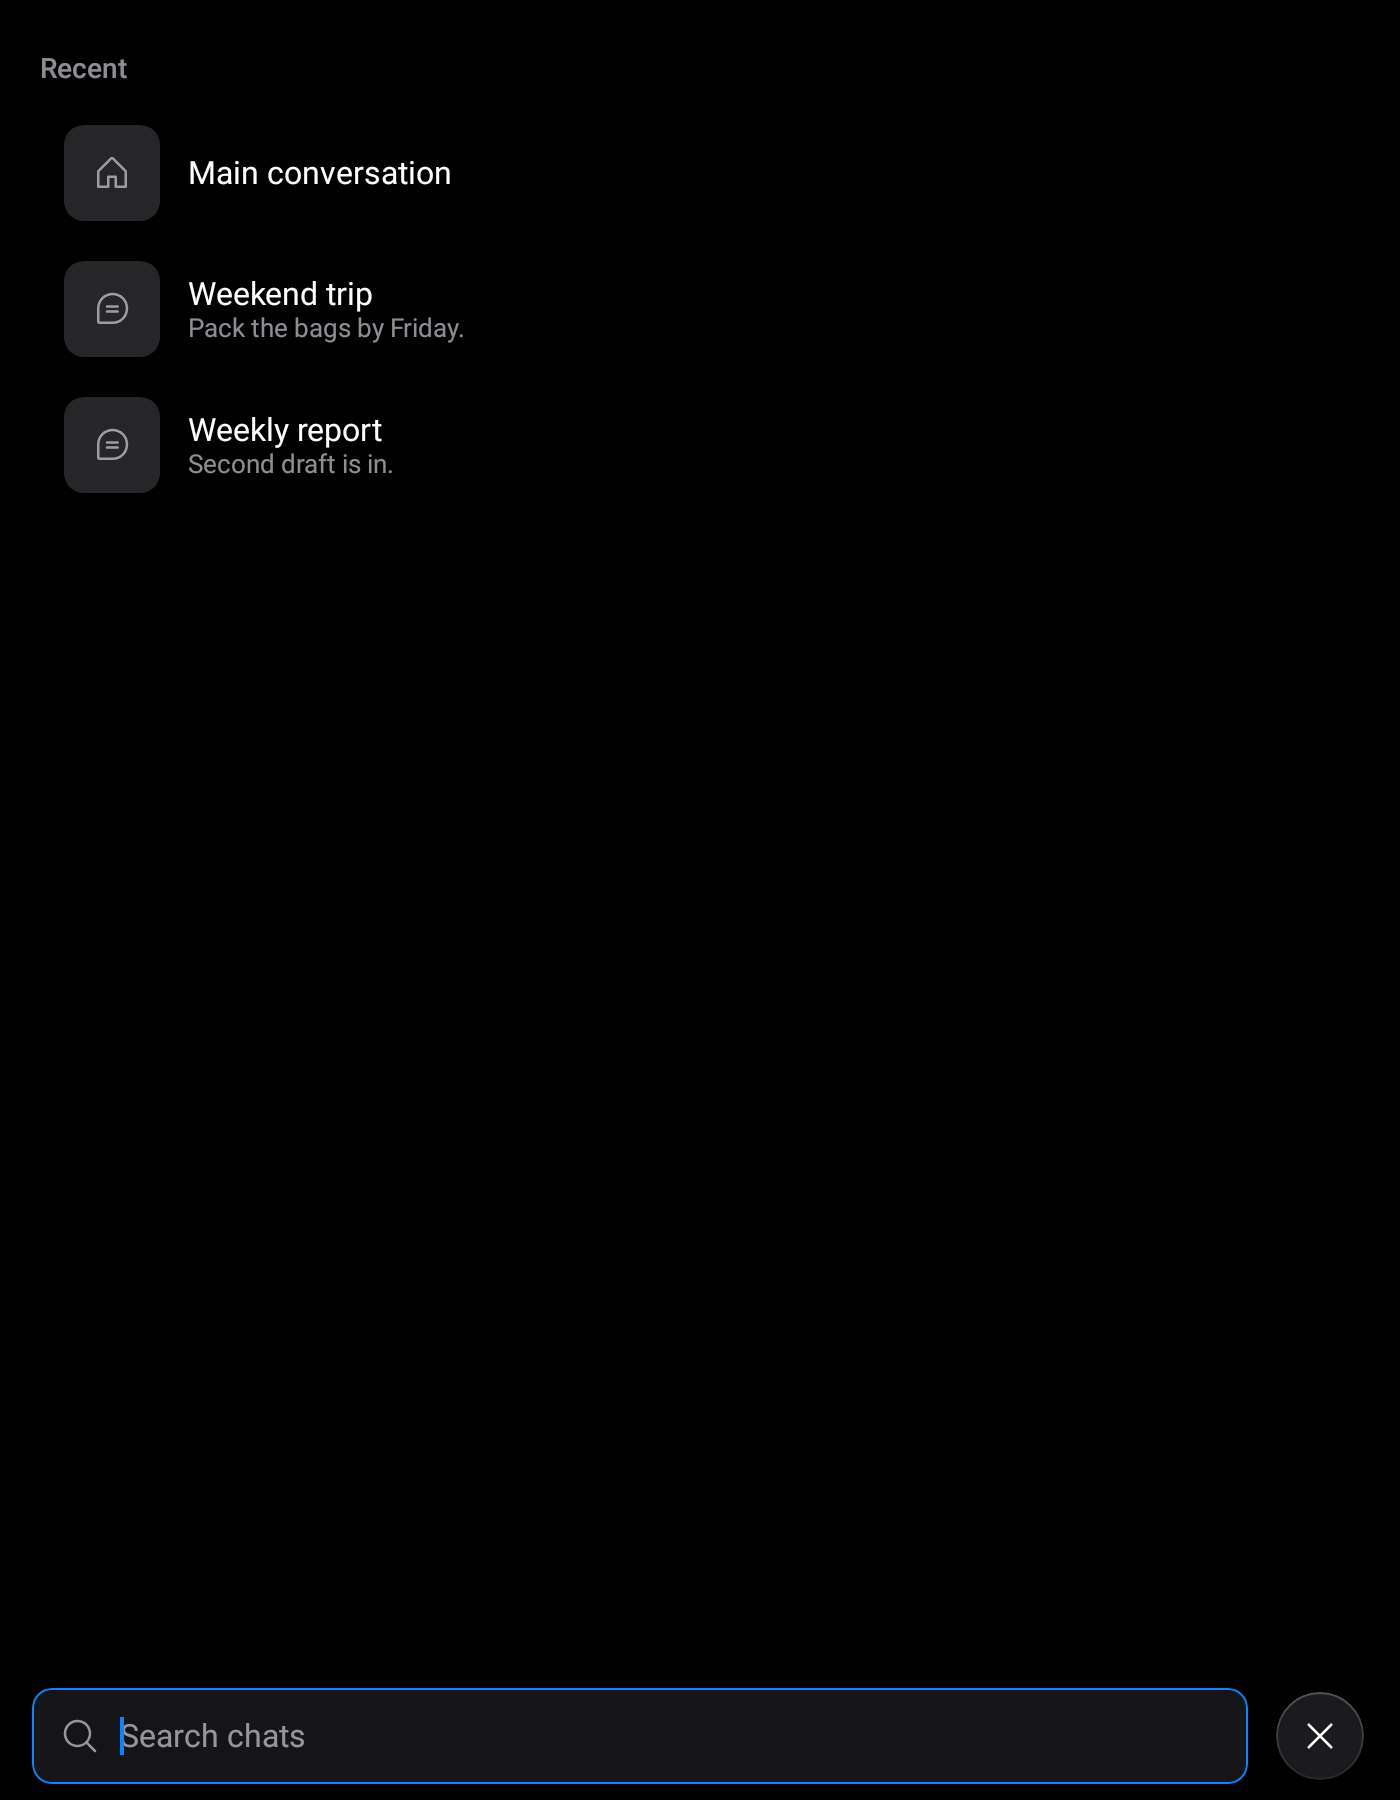 Recent
Main conversation
Weekend trip
Pack the bags by Friday.
Weekly report
Second draft is in.
Search chats